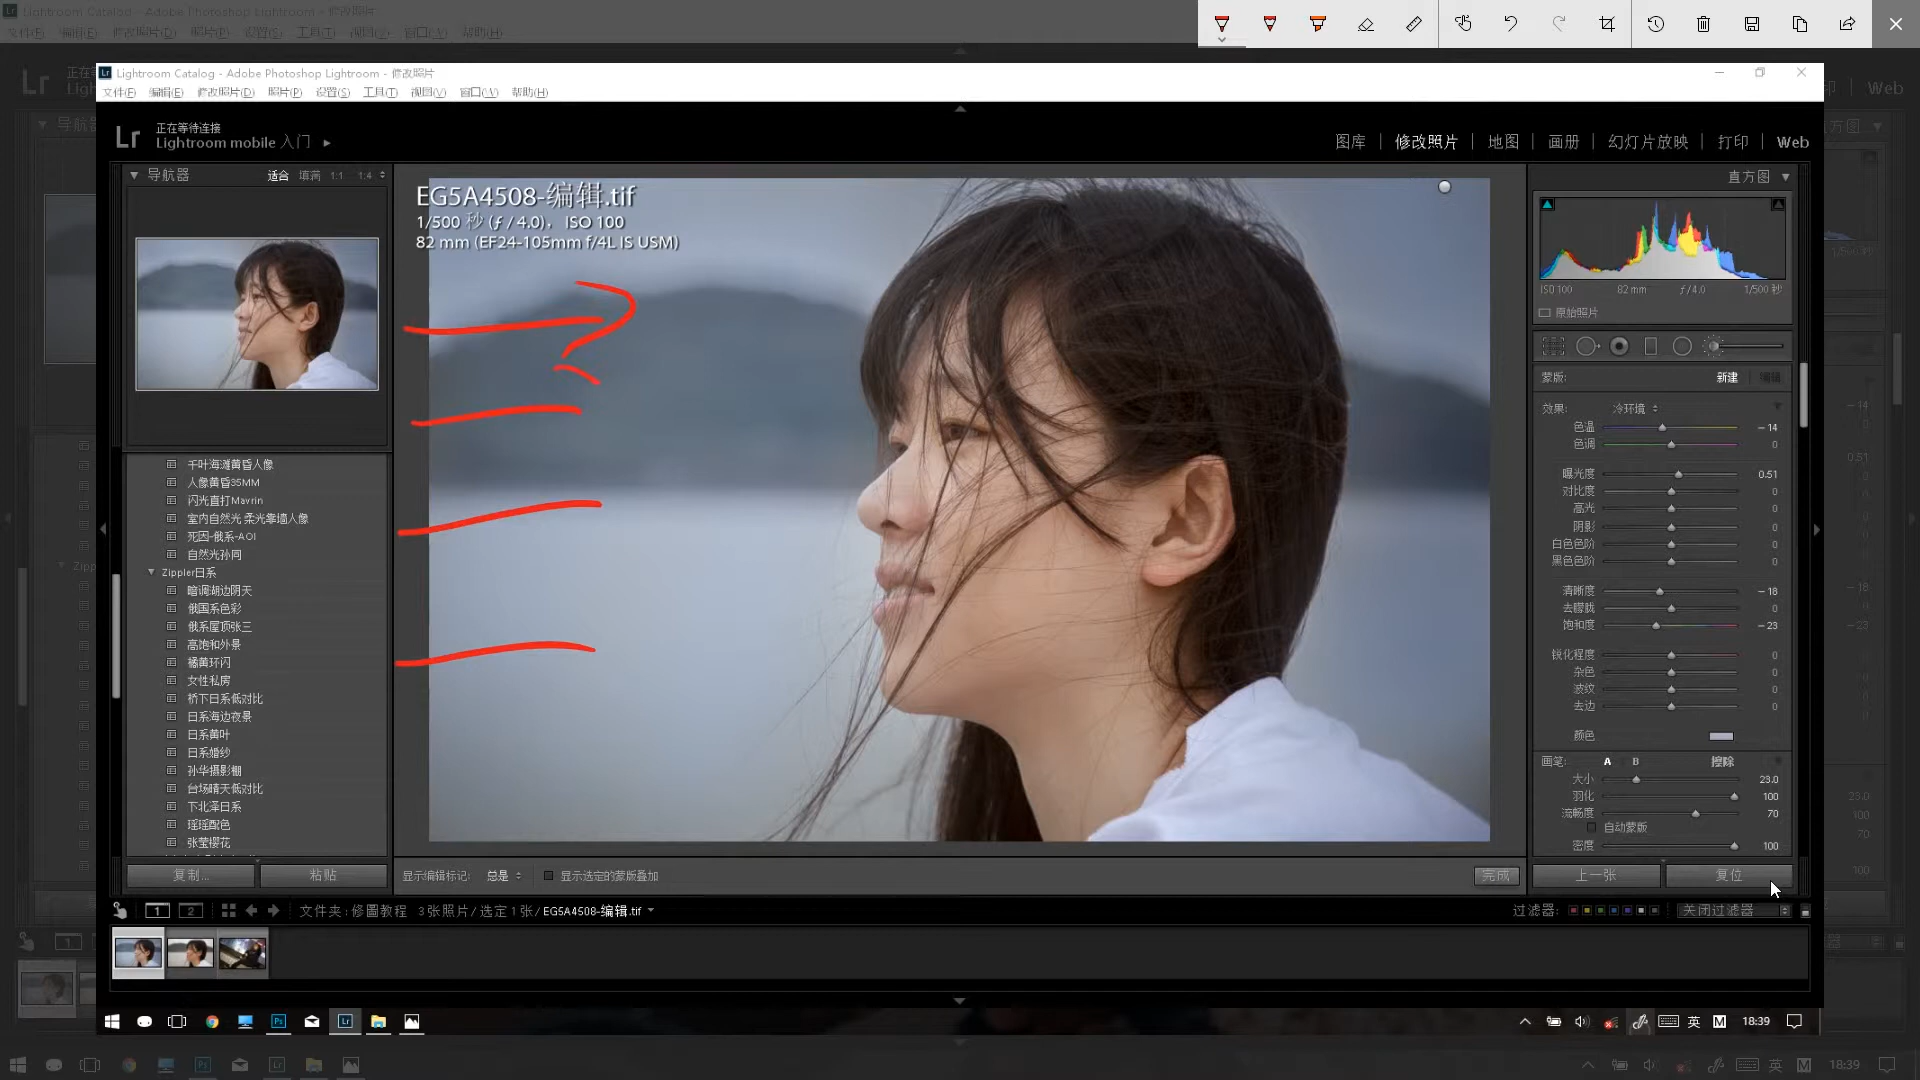 Lightroom Catalog - Adobe Photoshop Lightroom - 修改照片
文件(F) 编辑(E) 修改照片(D) 照片(P) 设置(S) 工具(T) 视图(V) 窗口(W) 帮助(H)
Lr
正在等待连接
Lightroom mobile 入门
图库 修改照片 地图 画册 幻灯片放映 打印 Web
导航器 适合 填满 1:1 1:4
EG5A4508-编辑.tif
1/500 秒 (ƒ / 4.0), ISO 100
82 mm (EF24-105mm f/4L IS USM)
千叶海滩黄昏人像
人像黄昏35MM
闪光直打Mavrin
室内自然光 柔光靠墙人像
死因-俄系-AOI
自然光孙同
Zippler日系
暗调湖边阴天
俄国系色彩
俄系屋顶张三
高饱和外景
橘黄环闪
女性私房
桥下日系低对比
日系海边夜景
日系黄叶
日系婚纱
孙华摄影棚
台场晴天低对比
下北泽日系
瑶瑶配色
张莹樱花
复制... 粘贴
显示编辑标记: 总是 显示选定的蒙版叠加 完成
直方图
ISO 100 82 mm ƒ/4.0 1/500 秒
原始照片
蒙版: 新建 编辑
效果: 冷环境
色温 -14
色调 0
曝光度 0.51
对比度 0
高光 0
阴影 0
白色色阶 0
黑色色阶 0
清晰度 -18
去朦胧 0
饱和度 -23
锐化程度 0
杂色 0
波纹 0
去边 0
颜色
画笔: A B 擦除
大小 23.0
羽化 100
流畅度 70
自动蒙版
密度 100
上一张 复位
1 2 文件夹: 修圖教程 3 张照片/选定 1 张/EG5A4508-编辑.tif
过滤器: 关闭过滤器
Ps Lr 英 M 18:39
Ps Lr 英 M 18:39